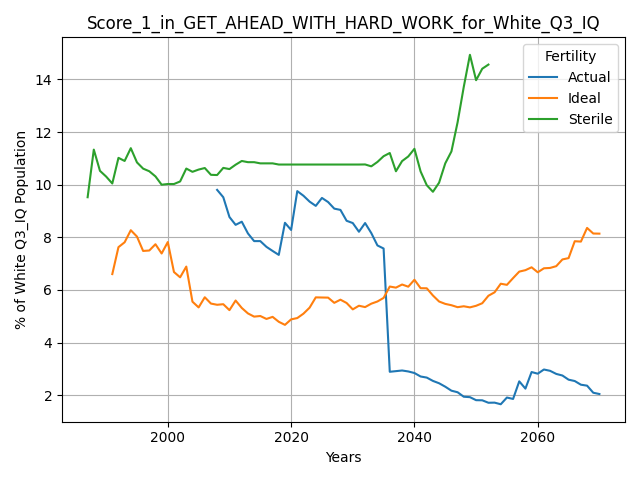 Score_1_in_GET_AHEAD_WITH_HARD_WORK_for_White_Q3_IQ
Fertility
Actual
Ideal
Sterile
% of White Q3_IQ Population
14
12
10
8
6
4
2
2000 2020 2040 2060
Years